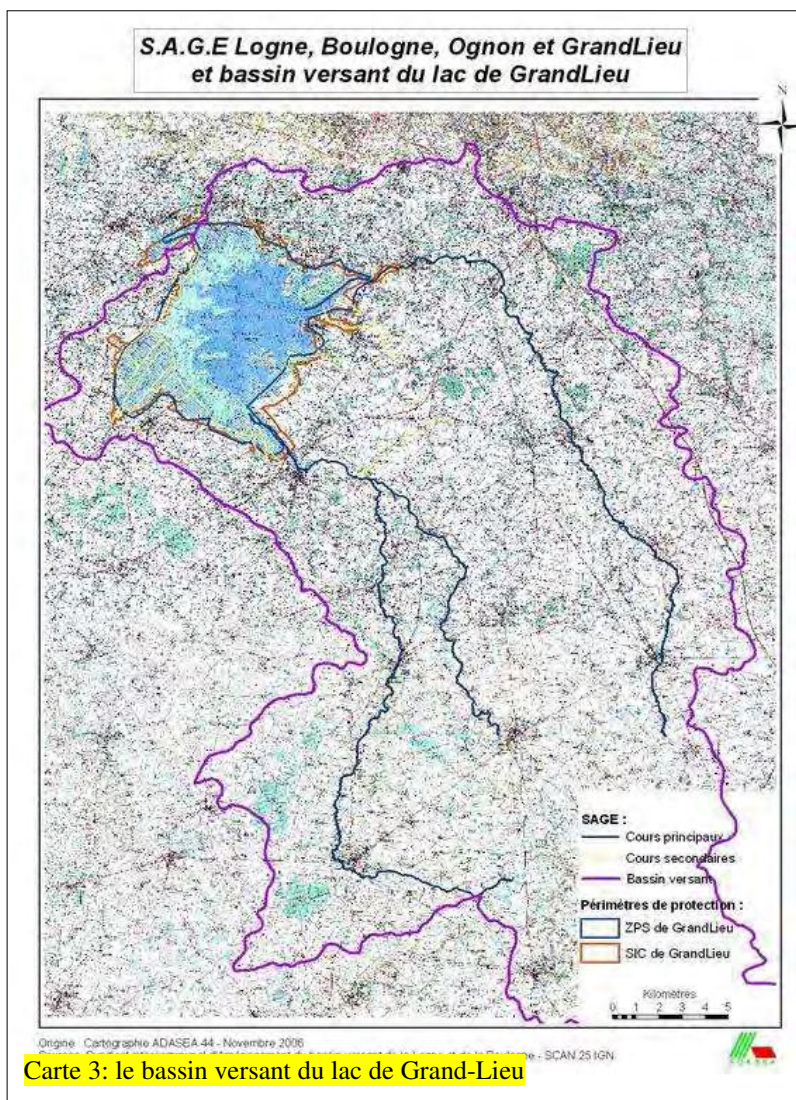 S.A.G.E Logne, Boulogne, Ognon et GrandLieu
et bassin versant du lac de GrandLieu
N
SAGE :
Cours principaux
Cours secondaires
Bassin versant
Périmètres de protection :
ZPS de GrandLieu
SIC de GrandLieu
Kilomètres
0 1 2 3 4 5
Origine Cartographie ADASEA 44 - Novembre 2006
- SCAN 25 IGN
ADASEA
Carte 3: le bassin versant du lac de Grand-Lieu